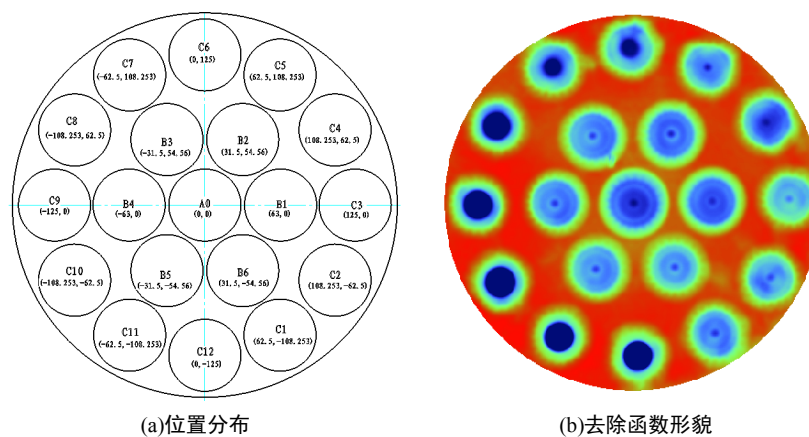 C6
(0,125)
C7
(-62.5,108.253)
C5
(62.5,108.253)
C8
(-108.253,62.5)
C4
(108.253,62.5)
B3
(-31.5,54.56)
B2
(31.5,54.56)
C9
(-125,0)
B4
(-63,0)
A0
(0,0)
B1
(63,0)
C3
(125,0)
B5
(-31.5,-54.56)
B6
(31.5,-54.56)
C10
(-108.253,-62.5)
C2
(108.253,-62.5)
C11
(-62.5,-108.253)
C1
(62.5,-108.253)
C12
(0,-125)
(a)位置分布
(b)去除函数形貌